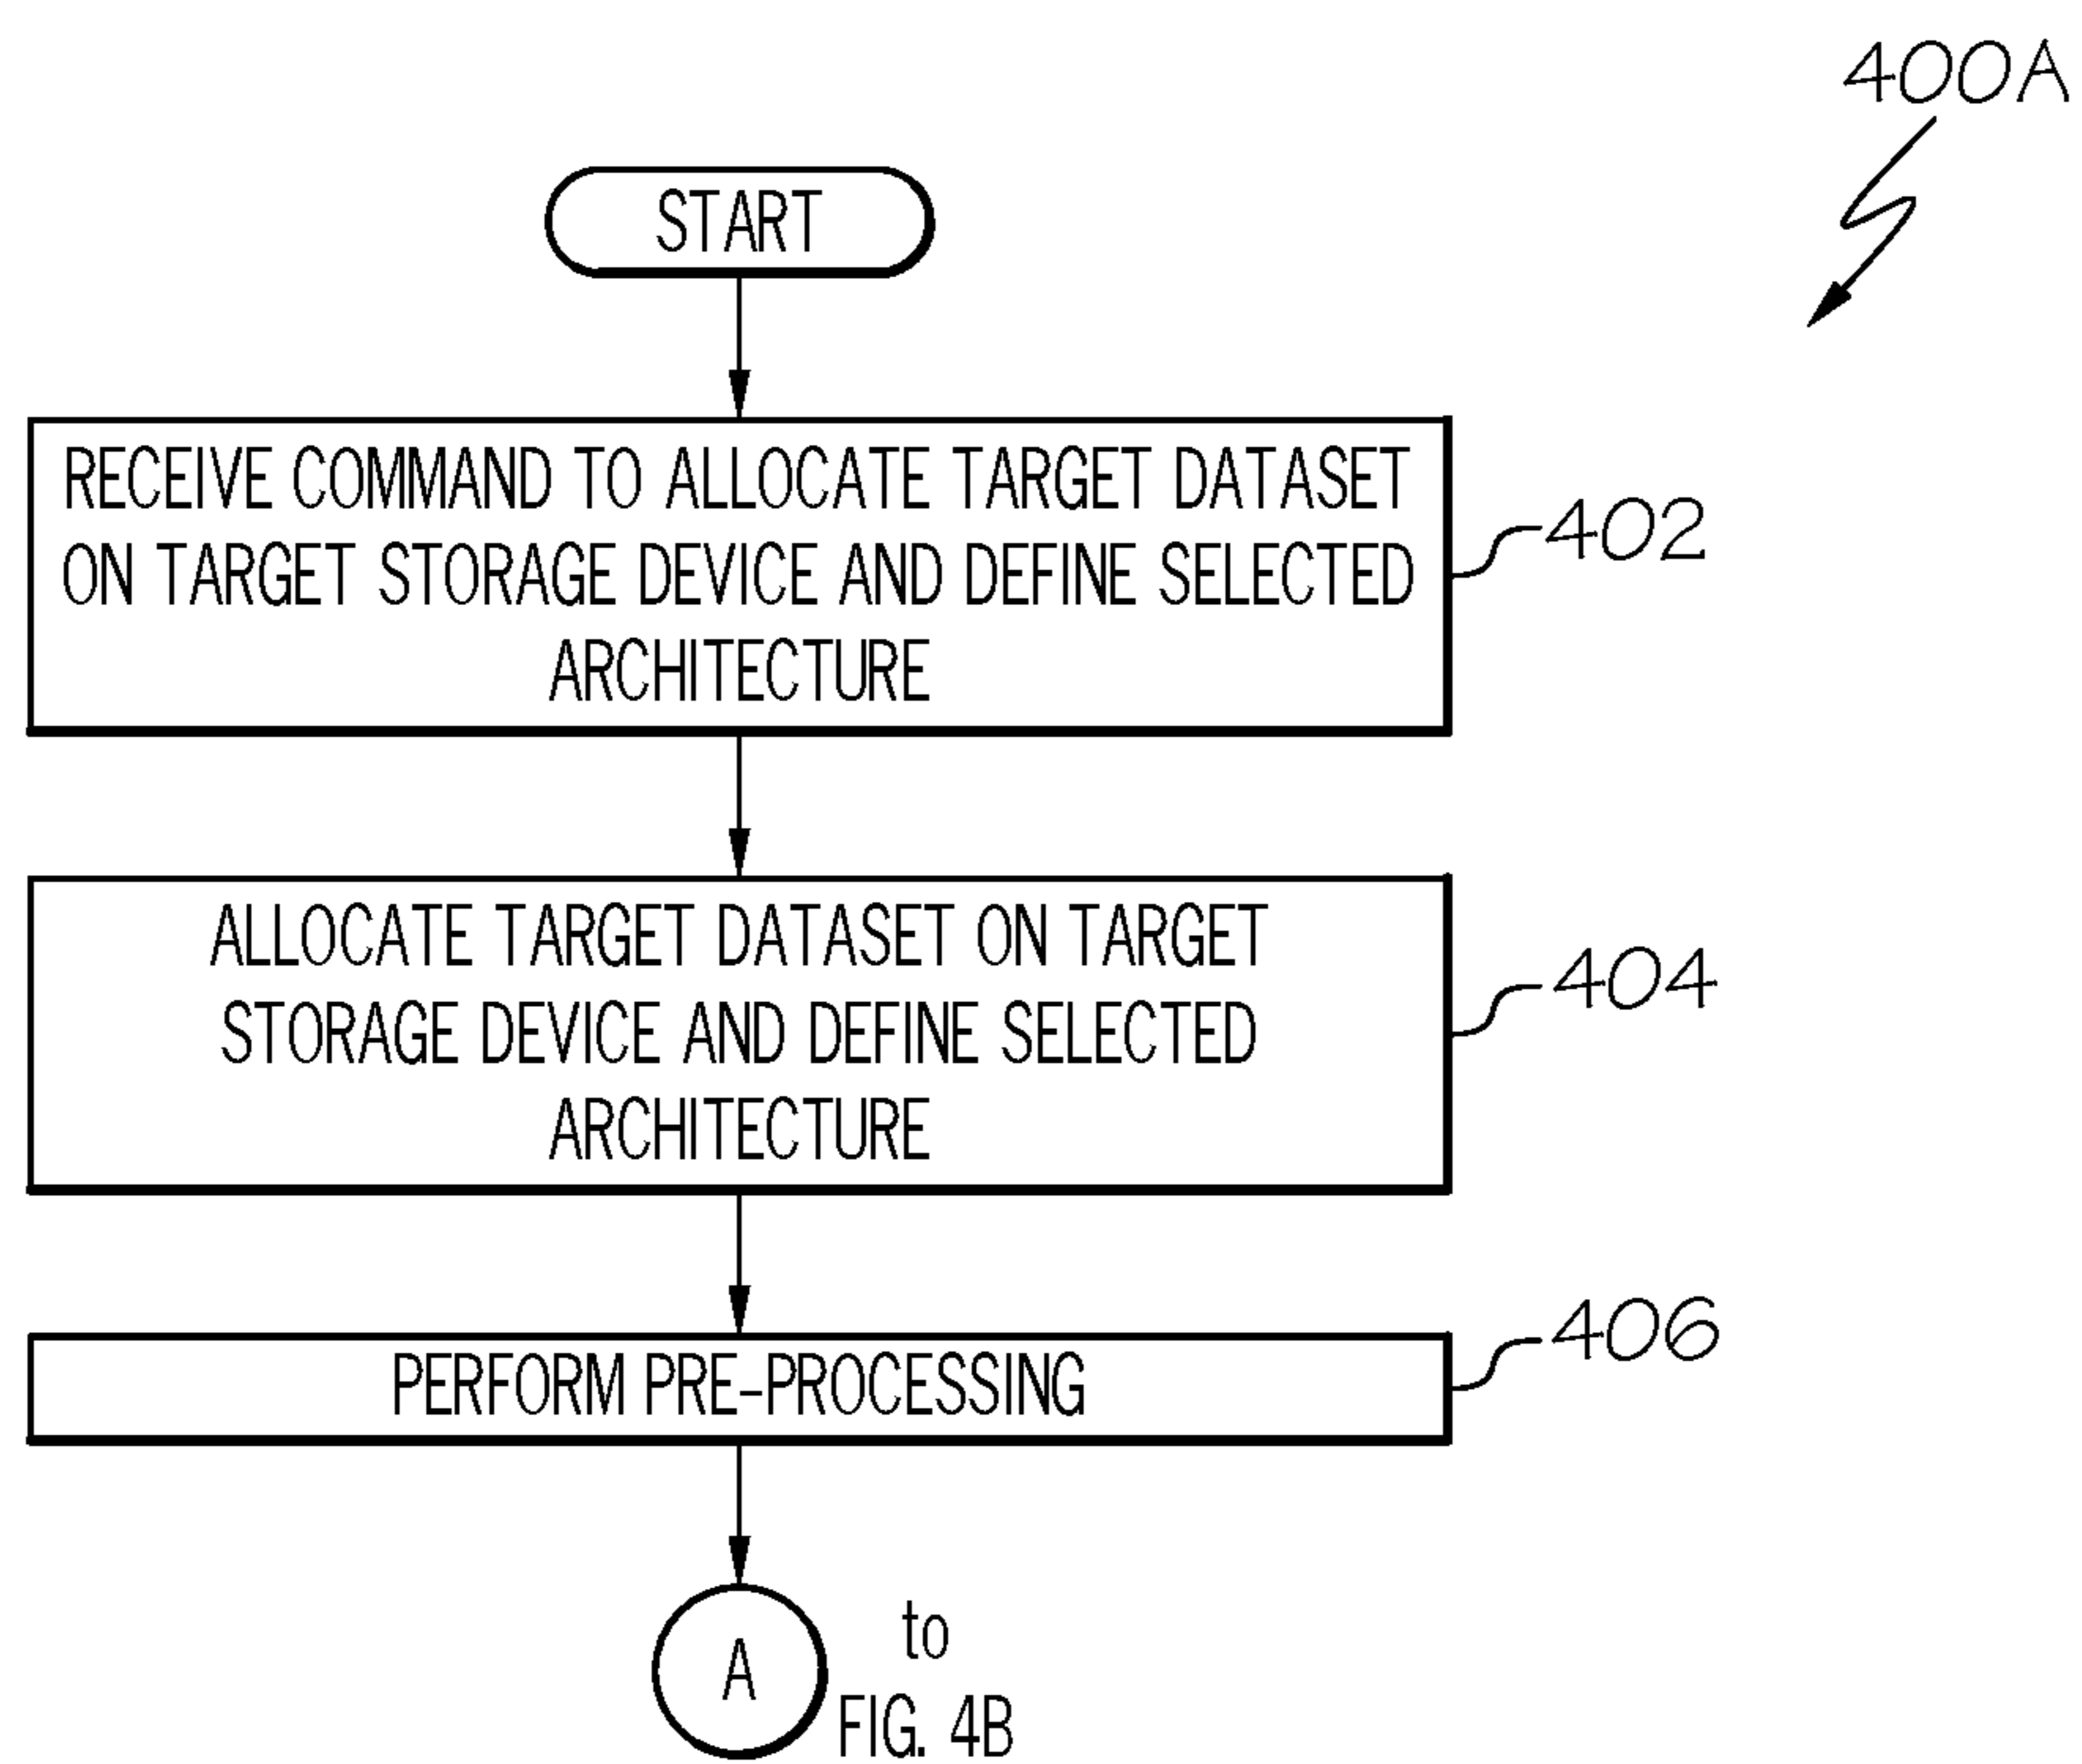 400A
START
RECEIVE COMMAND TO ALLOCATE TARGET DATASET
ON TARGET STORAGE DEVICE AND DEFINE SELECTED
ARCHITECTURE
402
ALLOCATE TARGET DATASET ON TARGET
STORAGE DEVICE AND DEFINE SELECTED
ARCHITECTURE
404
PERFORM PRE-PROCESSING
406
A
to
FIG. 4B